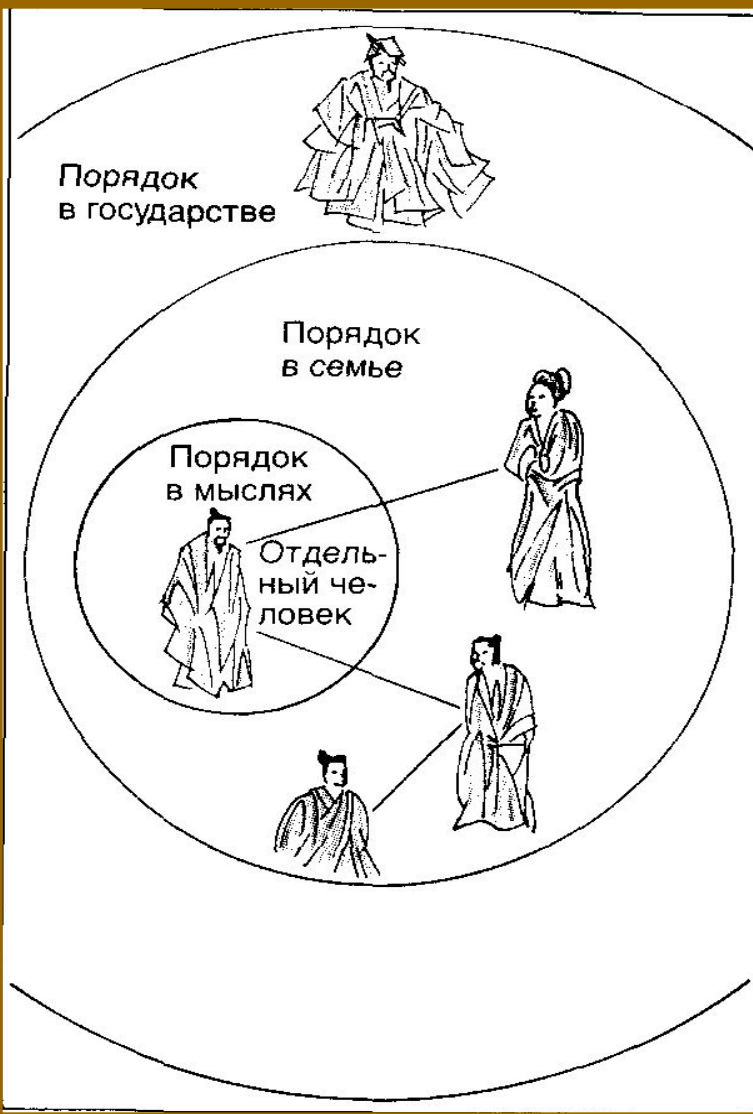 Порядок
в государстве
Порядок
в семье
Порядок
в мыслях
Отдель-
ный че-
ловек